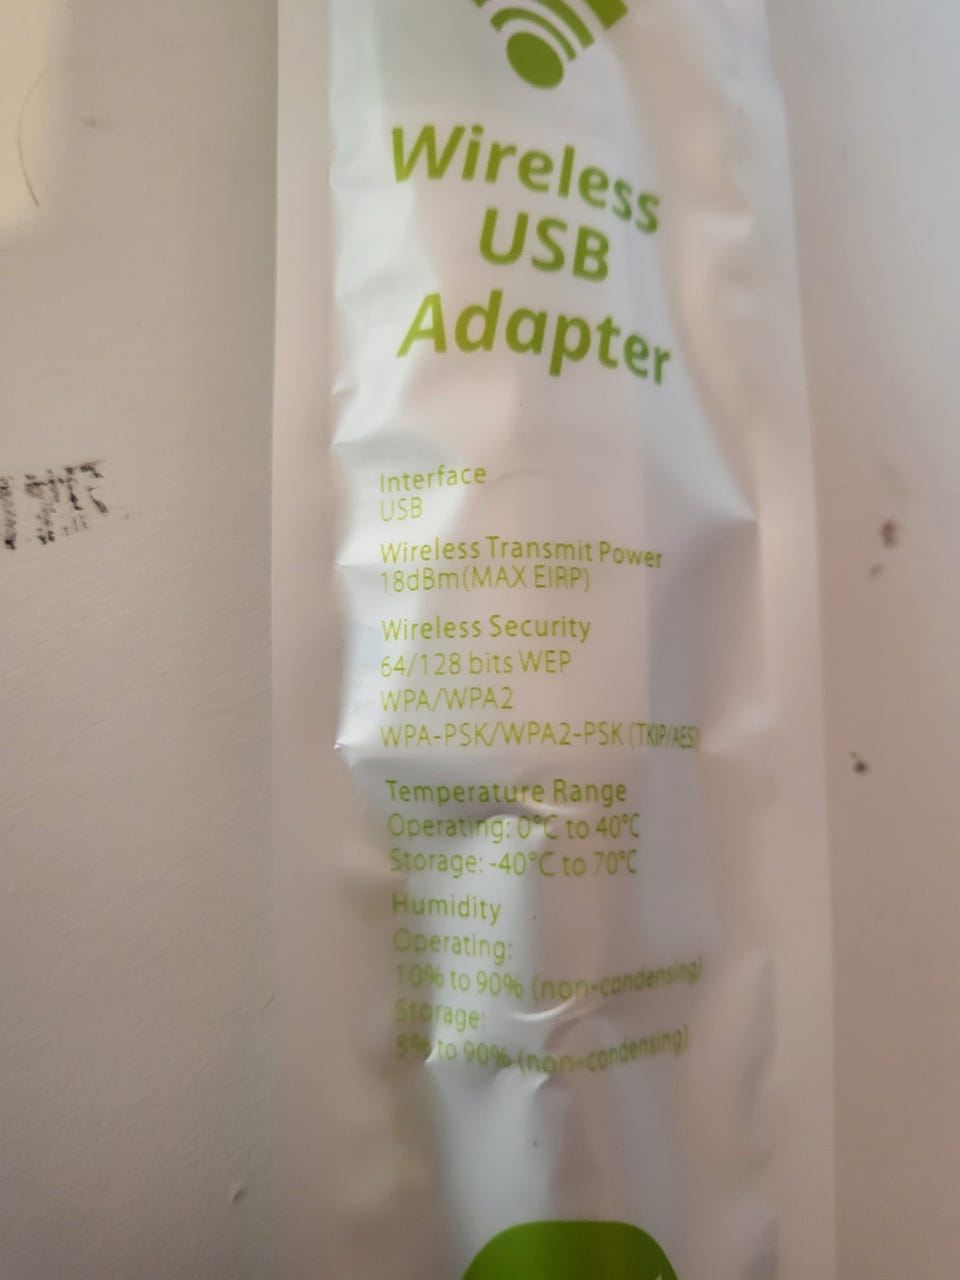 Wireless
USB
Adapter
Interface
USB
Wireless Transmit Power
18dBm(MAX EIRP)
Wireless Security
64/128 bits WEP
WPA/WPA2
WPA-PSK/WPA2-PSK (TKIP/AES)
Temperature Range
Operating: 0°C to 40°C
Storage: -40°C to 70°C
Humidity
Operating:
10% to 90% (non-condensing)
Storage:
5% to 90% (non-condensing)